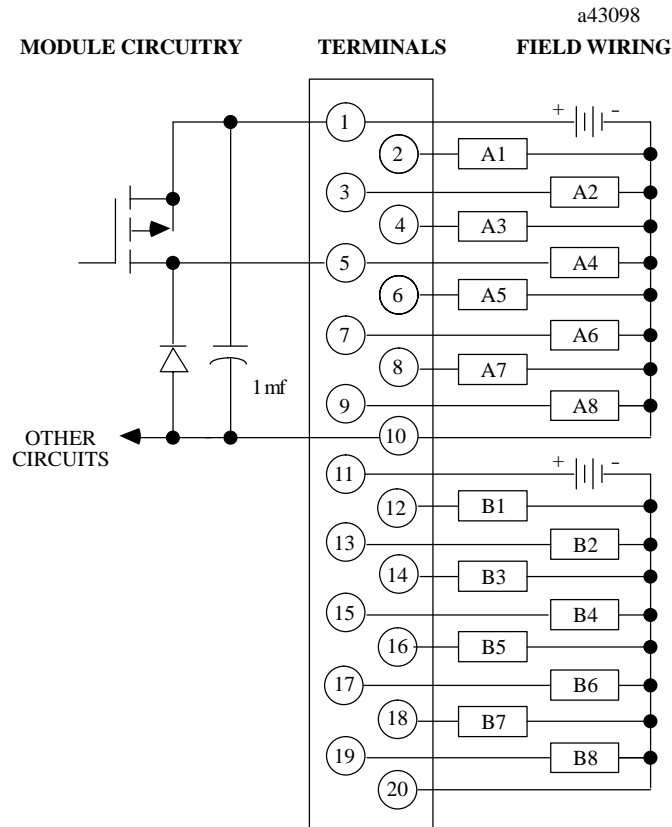 a43098
MODULE CIRCUITRY TERMINALS FIELD WIRING
1 + -
2 A1
3 A2
4 A3
5 A4
6 A5
7 A6
8 A7
1 mf
9 A8
OTHER
CIRCUITS
10
11 + -
12 B1
13 B2
14 B3
15 B4
16 B5
17 B6
18 B7
19 B8
20